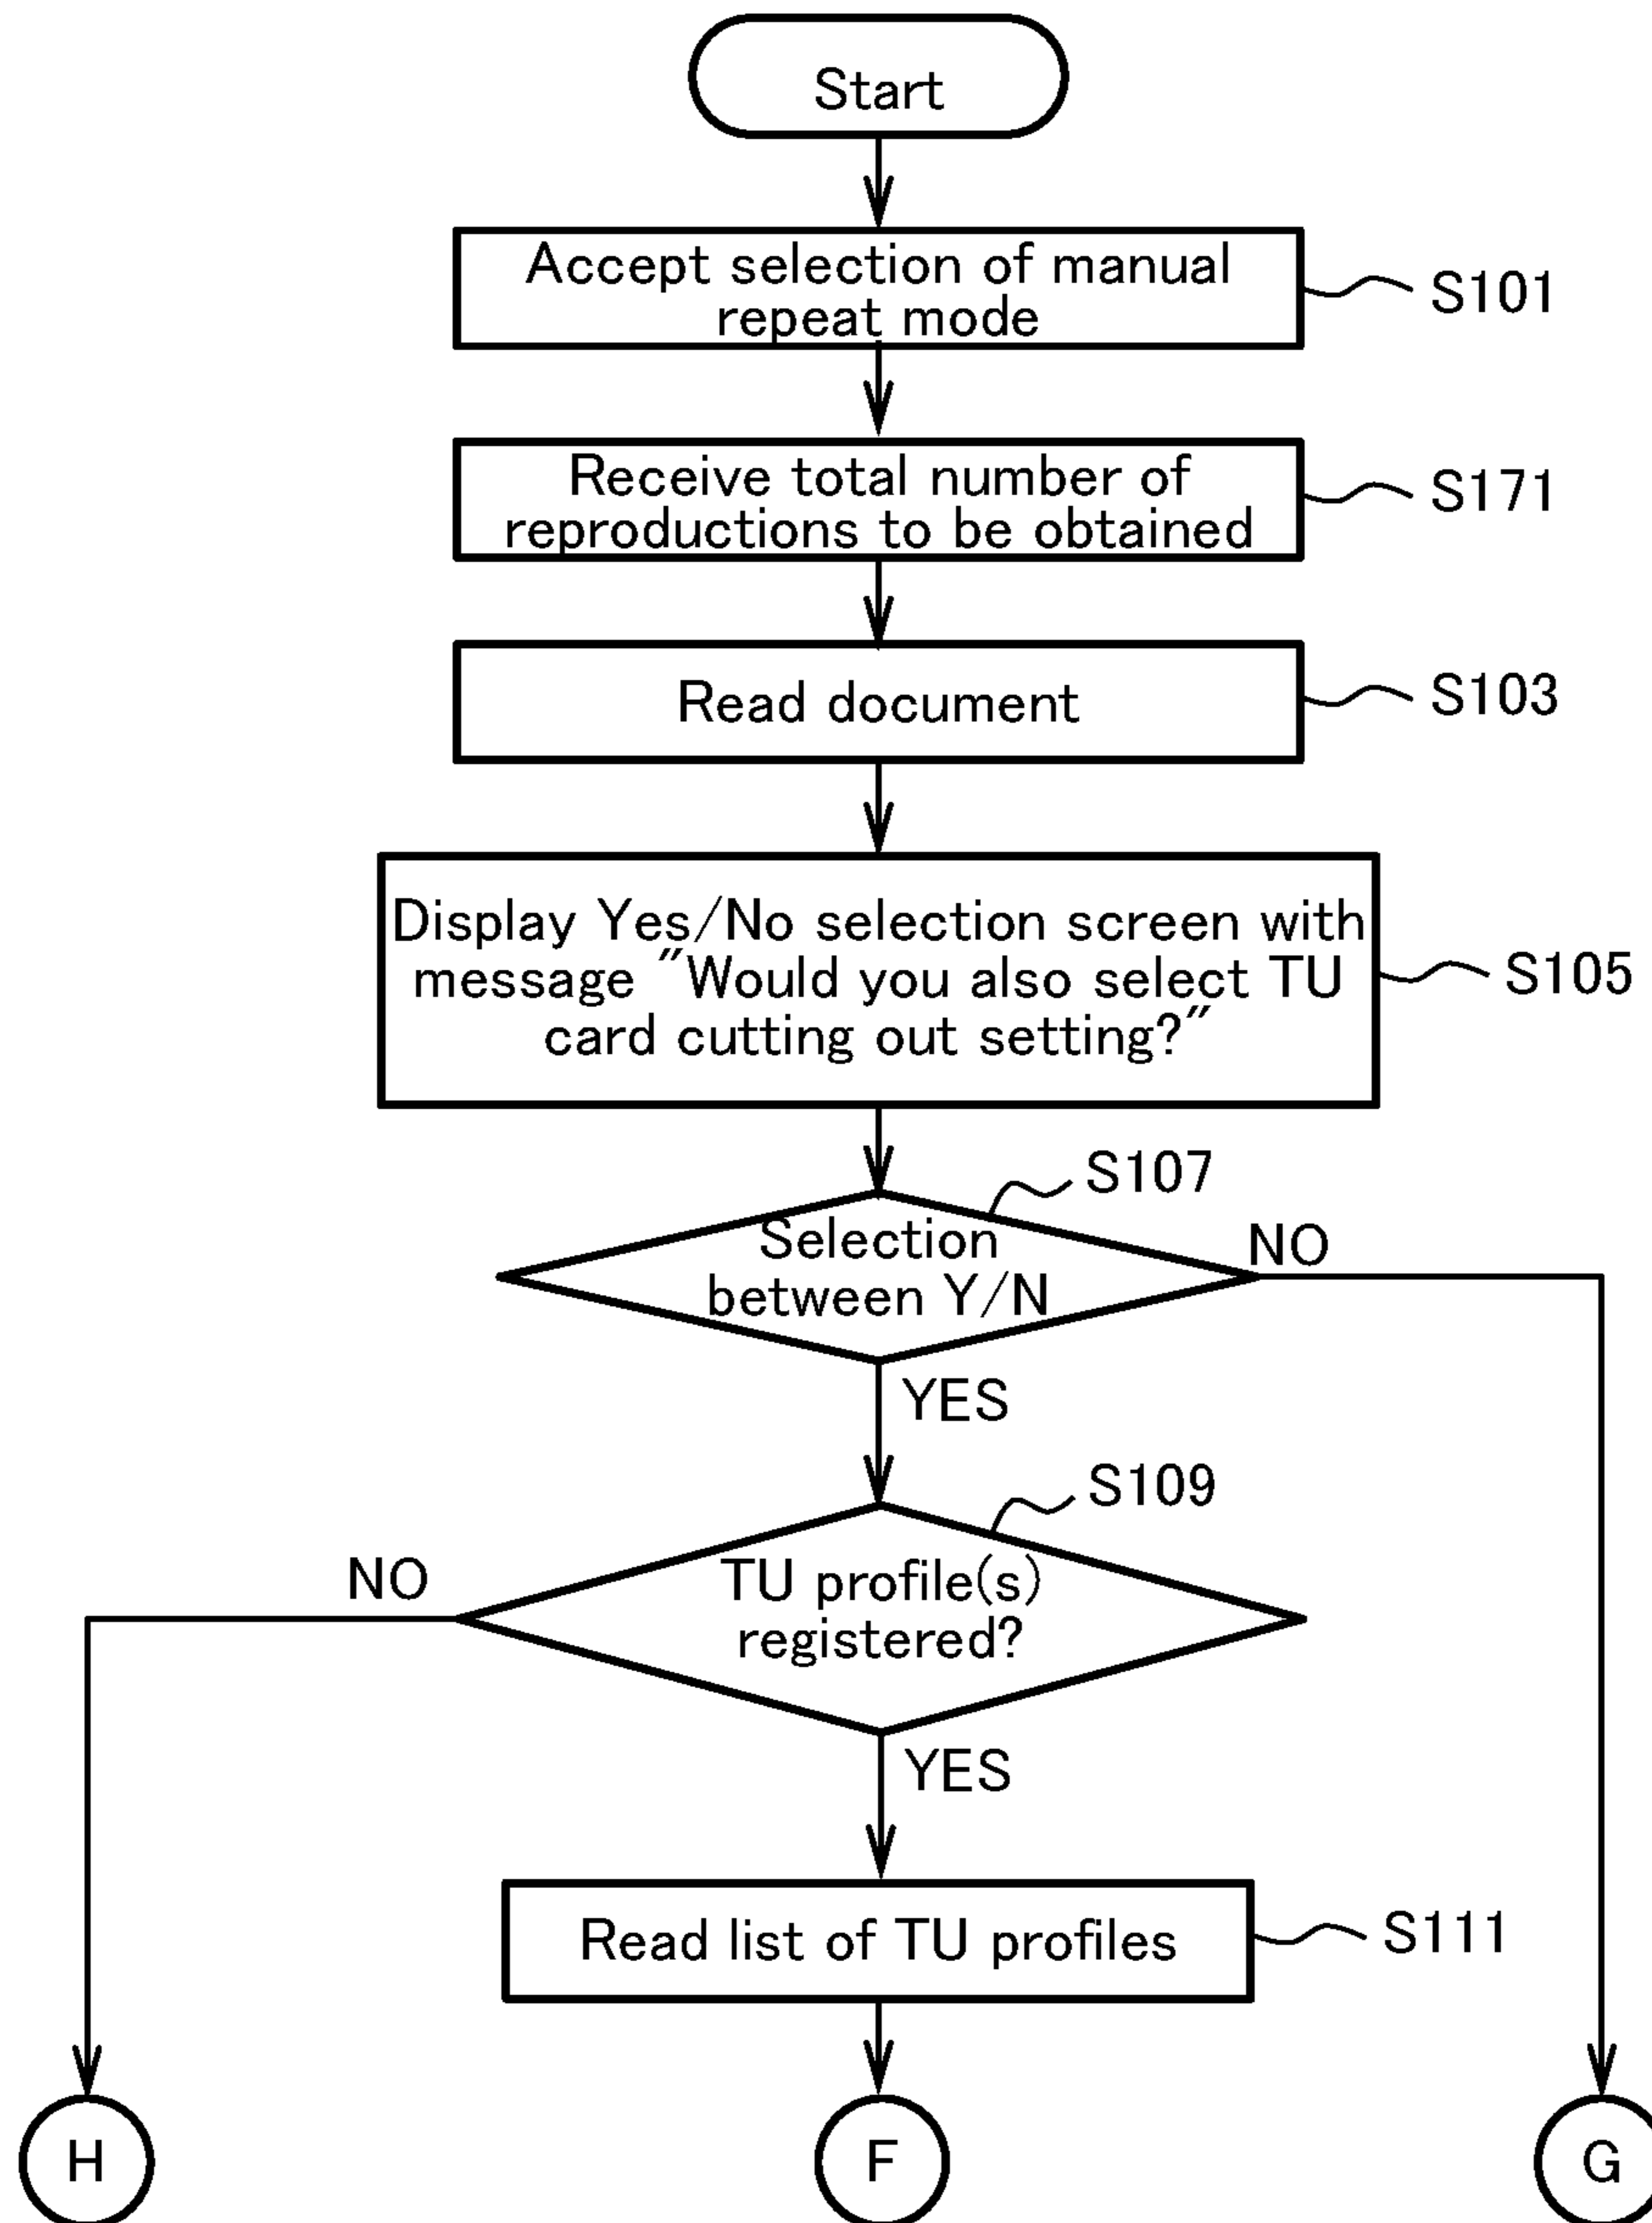 Start
Accept selection of manual
repeat mode
S101
Receive total number of
reproductions to be obtained
S171
Read document
S103
Display Yes/No selection screen with
message "Would you also select TU
card cutting out setting?"
S105
S107
Selection
between Y/N
NO
YES
S109
TU profile(s)
registered?
NO
YES
Read list of TU profiles
S111
H
F
G